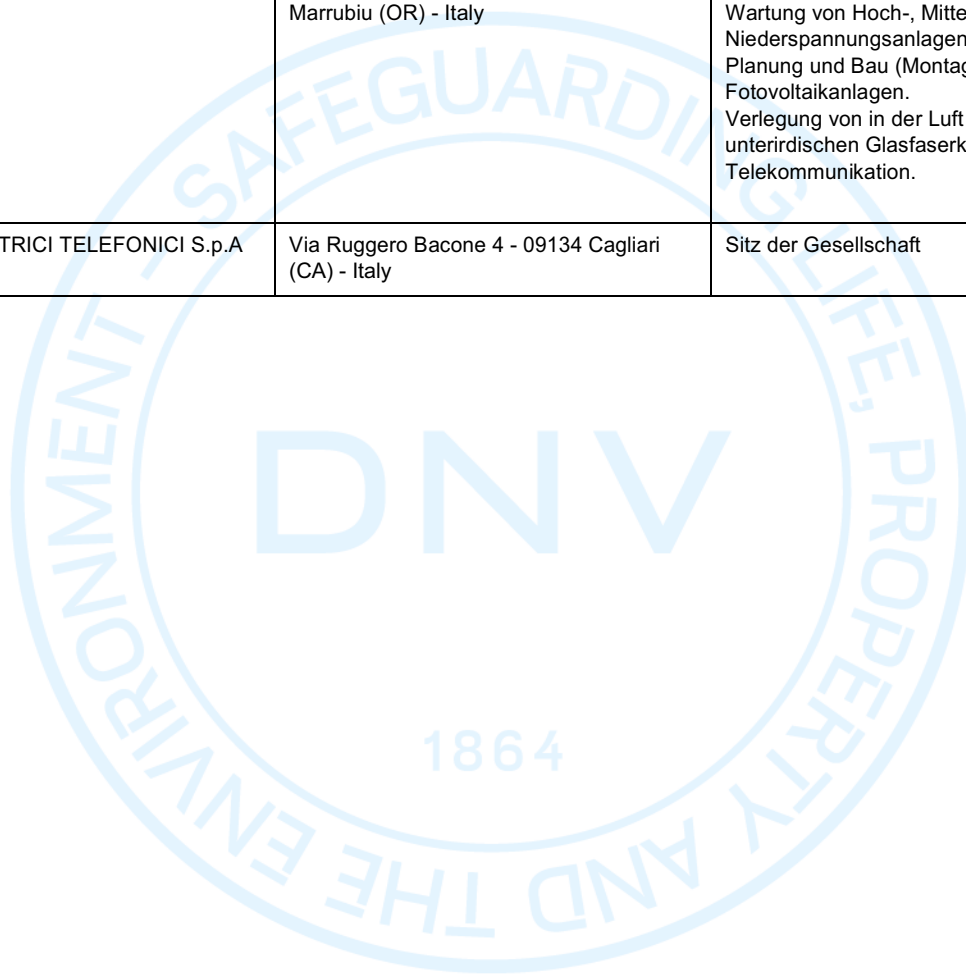 Marrubiu (OR) - Italy
Wartung von Hoch-, Mitte
Niederspannungsanlagen
Planung und Bau (Montag
Fotovoltaikanlagen.
Verlegung von in der Luft
unterirdischen Glasfaserk
Telekommunikation.
TRICI TELEFONICI S.p.A
Via Ruggero Bacone 4 - 09134 Cagliari
(CA) - Italy
Sitz der Gesellschaft
SAFEGUARDING LIFE, PROPERTY AND THE ENVIRONMENT
DNV
1864